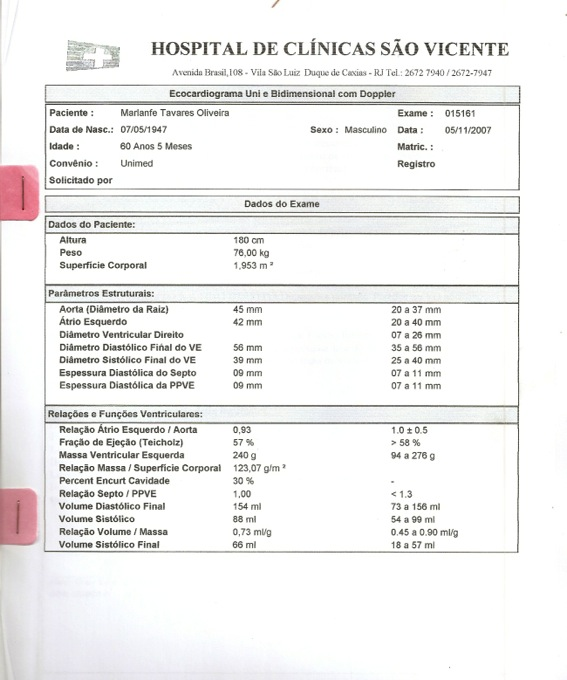 HOSPITAL DE CLÍNICAS SÃO VICENTE
Avenida Brasil,108 - Vila São Luiz Duque de Caxias - RJ Tel.: 2672 7940 / 2672-7947
Ecocardiograma Uni e Bidimensional com Doppler
Paciente : Marlanfe Tavares Oliveira Exame : 015161
Data de Nasc.: 07/05/1947 Sexo : Masculino Data : 05/11/2007
Idade : 60 Anos 5 Meses Matric. :
Convênio : Unimed Registro
Solicitado por
Dados do Exame
Dados do Paciente:
Altura 180 cm
Peso 76,00 kg
Superfície Corporal 1,953 m ²
Parâmetros Estruturais:
Aorta (Diâmetro da Raiz) 45 mm 20 a 37 mm
Átrio Esquerdo 42 mm 20 a 40 mm
Diâmetro Ventricular Direito 07 a 26 mm
Diâmetro Diastólico Final do VE 56 mm 35 a 56 mm
Diâmetro Sistólico Final do VE 39 mm 25 a 40 mm
Espessura Diastólica do Septo 09 mm 07 a 11 mm
Espessura Diastólica da PPVE 09 mm 07 a 11 mm
Relações e Funções Ventriculares:
Relação Átrio Esquerdo / Aorta 0,93 1.0 ± 0.5
Fração de Ejeção (Teicholz) 57 % > 58 %
Massa Ventricular Esquerda 240 g 94 a 276 g
Relação Massa / Superfície Corporal 123,07 g/m ²
Percent Encurt Cavidade 30 % -
Relação Septo / PPVE 1,00 < 1.3
Volume Diastólico Final 154 ml 73 a 156 ml
Volume Sistólico 88 ml 54 a 99 ml
Relação Volume / Massa 0,73 ml/g 0.45 a 0.90 ml/g
Volume Sistólico Final 66 ml 18 a 57 ml